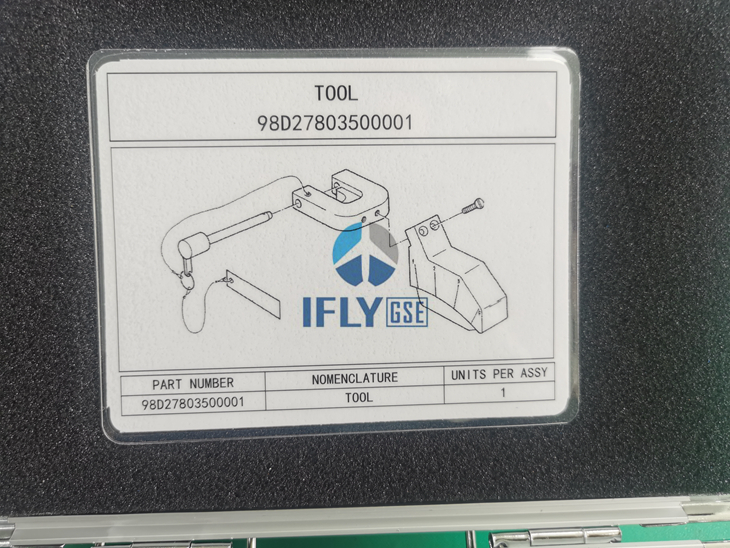 TOOL
98D27803500001
IFLY GSE
PART NUMBER NOMENCLATURE UNITS PER ASSY
98D27803500001 TOOL 1